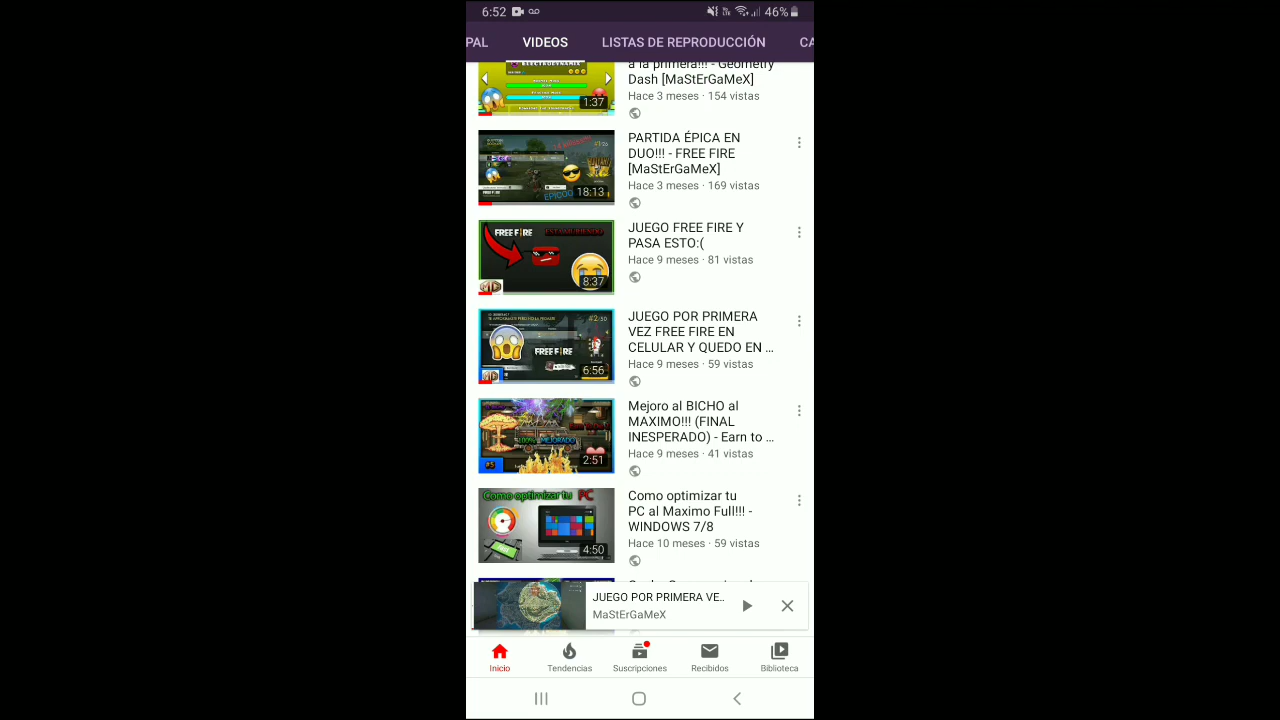 6:52
46%
PAL
VIDEOS
LISTAS DE REPRODUCCIÓN
CA
a la primera!!! - Geometry
Dash [MaStErGaMeX]
Hace 3 meses · 154 vistas
1:37
PARTIDA ÉPICA EN
DUO!!! - FREE FIRE
[MaStErGaMeX]
Hace 3 meses · 169 vistas
18:13
JUEGO FREE FIRE Y
PASA ESTO:(
Hace 9 meses · 81 vistas
FREE FIRE
8:37
JUEGO POR PRIMERA
VEZ FREE FIRE EN
CELULAR Y QUEDO EN ...
Hace 9 meses · 59 vistas
#2/50
FREE FIRE
6:56
Mejoro al BICHO al
MAXIMO!!! (FINAL
INESPERADO) - Earn to ...
Hace 9 meses · 41 vistas
100% MEJORADO
#5
2:51
Como optimizar tu
PC al Maximo Full!!! -
WINDOWS 7/8
Hace 10 meses · 59 vistas
Como optimizar tu PC
4:50
JUEGO POR PRIMERA VE..
MaStErGaMeX
Inicio
Tendencias
Suscripciones
Recibidos
Biblioteca